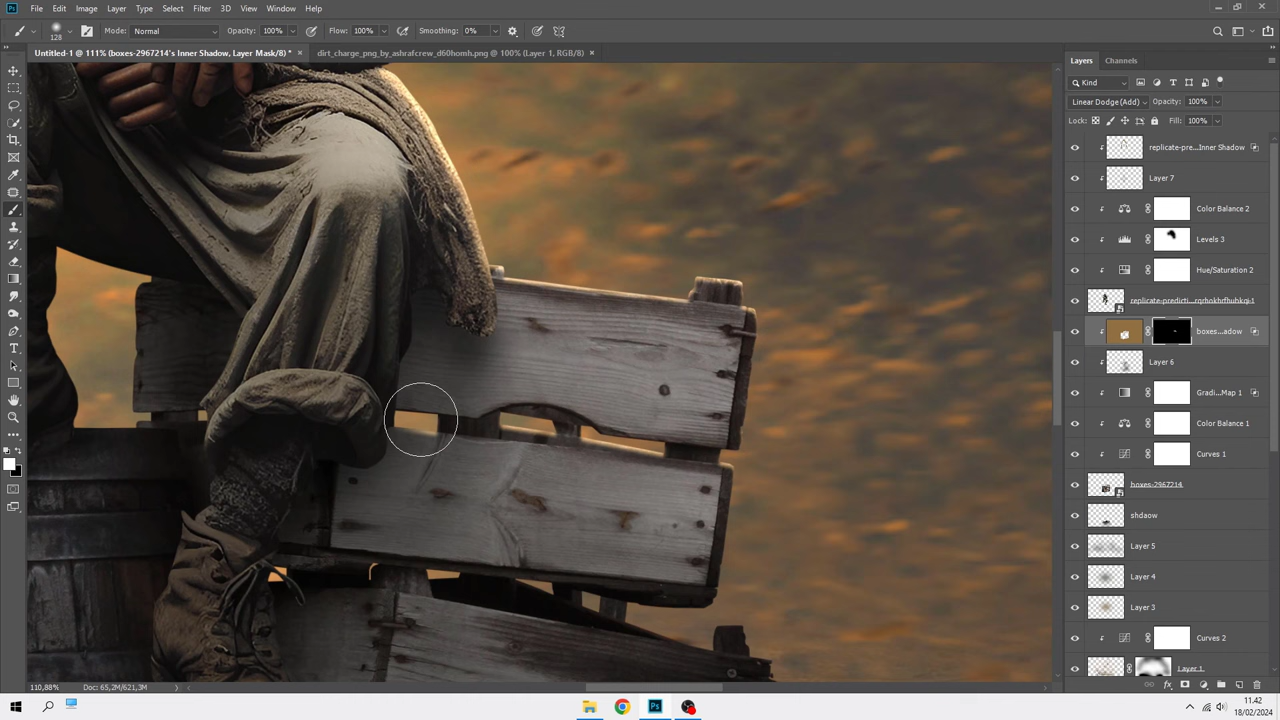 File Edit Image Layer Type Select Filter 3D View Window Help
128 Mode: Normal Opacity: 100% Flow: 100% Smoothing: 0%
Untitled-1 @ 111% (boxes-2967214's Inner Shadow, Layer Mask/8) * × dirt_charge_png_by_ashrafcrew_d60homh.png @ 100% (Layer 1, RGB/8) ×
Layers Channels
Kind
Linear Dodge (Add) Opacity: 100%
Lock: Fill: 100%
replicate-pre...Inner Shadow
Layer 7
Color Balance 2
Levels 3
Hue/Saturation 2
boxes...adow
Layer 6
Gradi...Map 1
Color Balance 1
Curves 1
boxes-2967214
shdaow
Layer 5
Layer 4
Layer 3
Curves 2
Layer 1
110,88% Doc: 65,2M/621,3M
11.42
18/02/2024